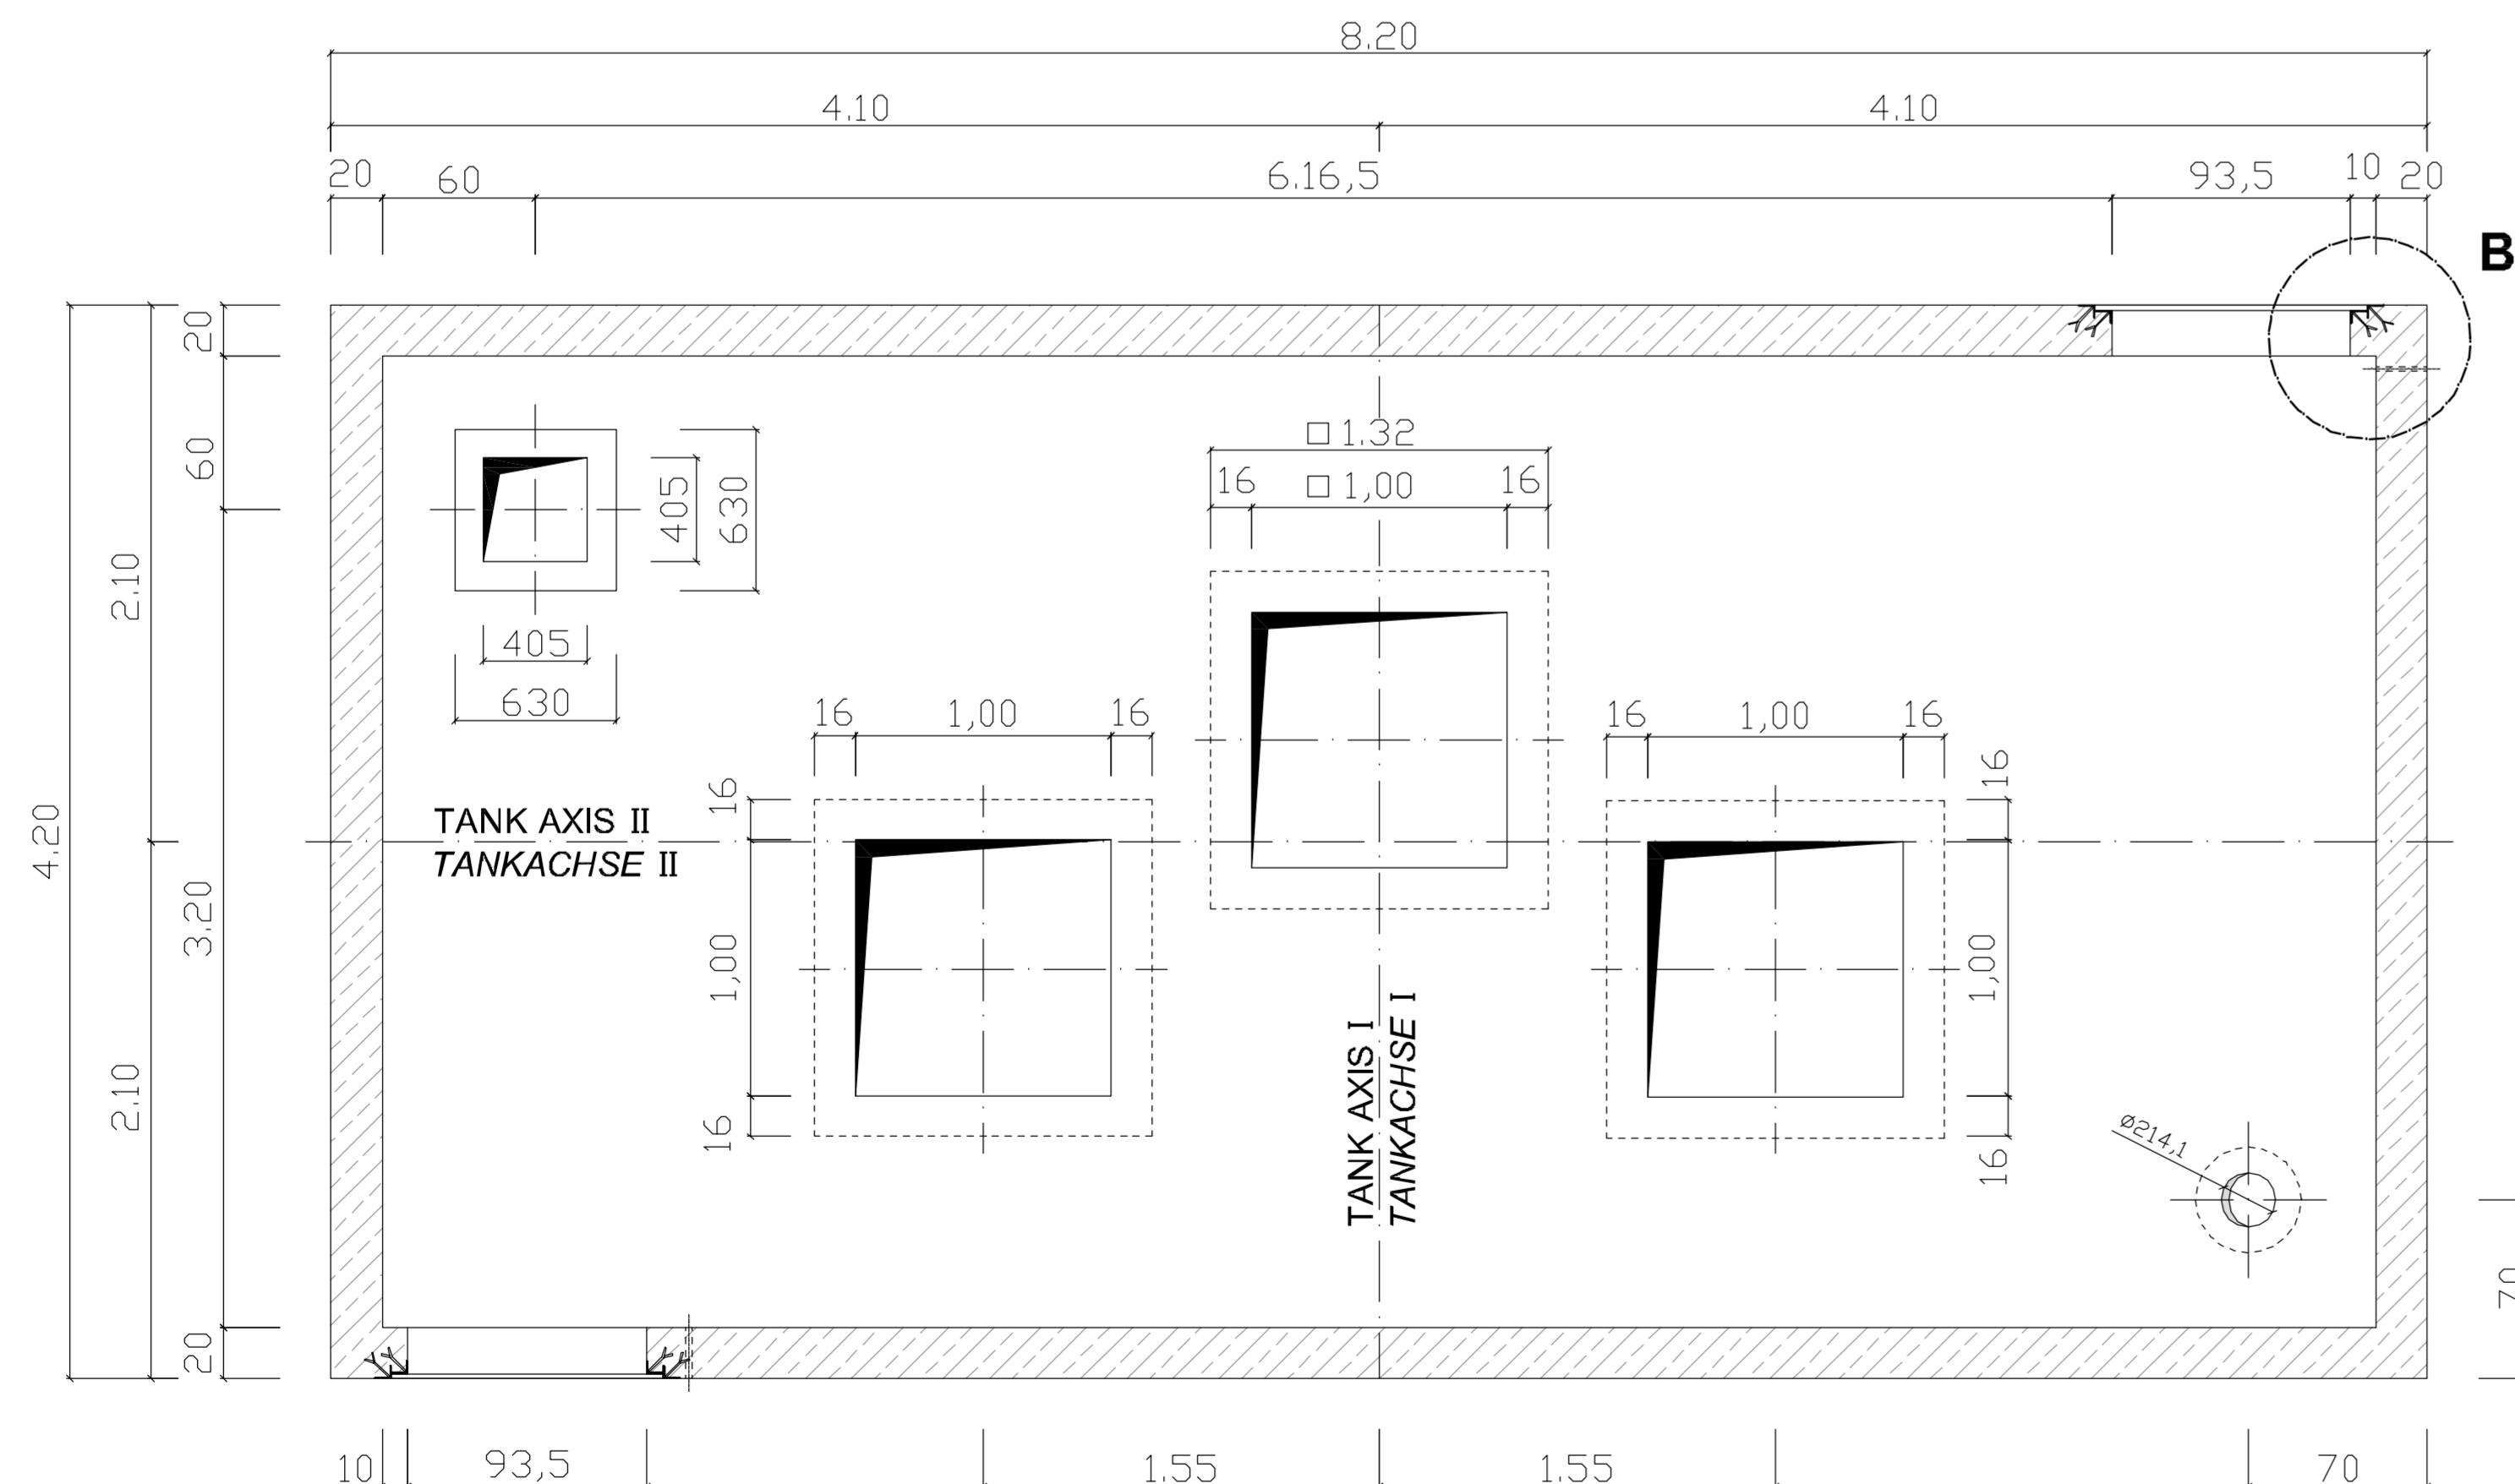 8.20
4.10 4.10
20 60 6.16,5 93,5 10 20
B
20
60
2.10
4.20
3.20
2.10
20
405
630
405
630
□ 1.32
16 □ 1,00 16
16 1,00 16
16
1,00
16
16 1,00 16
16
1,00
16
TANK AXIS II
TANKACHSE II
TANK AXIS I
TANKACHSE I
ø214,1
70
10 93,5 1.55 1.55 70